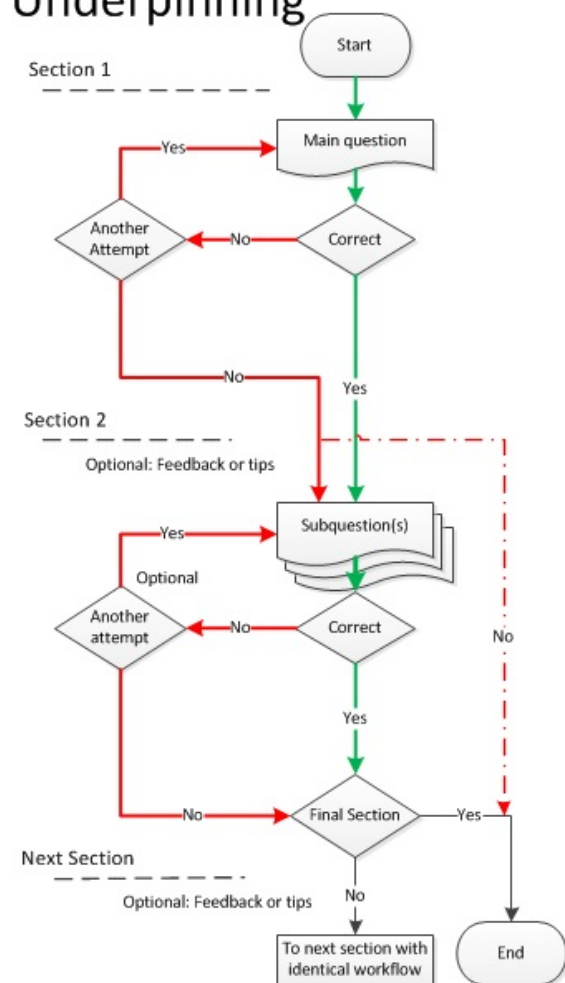 Underpinning
Start
Section 1
Main question
Yes
Another
Attempt
No
Correct
No
Yes
Section 2
Optional: Feedback or tips
Subquestion(s)
Yes
Optional
Another
attempt
No
Correct
No
Yes
No
Final Section
Yes
Next Section
Optional: Feedback or tips
No
To next section with
identical workflow
End